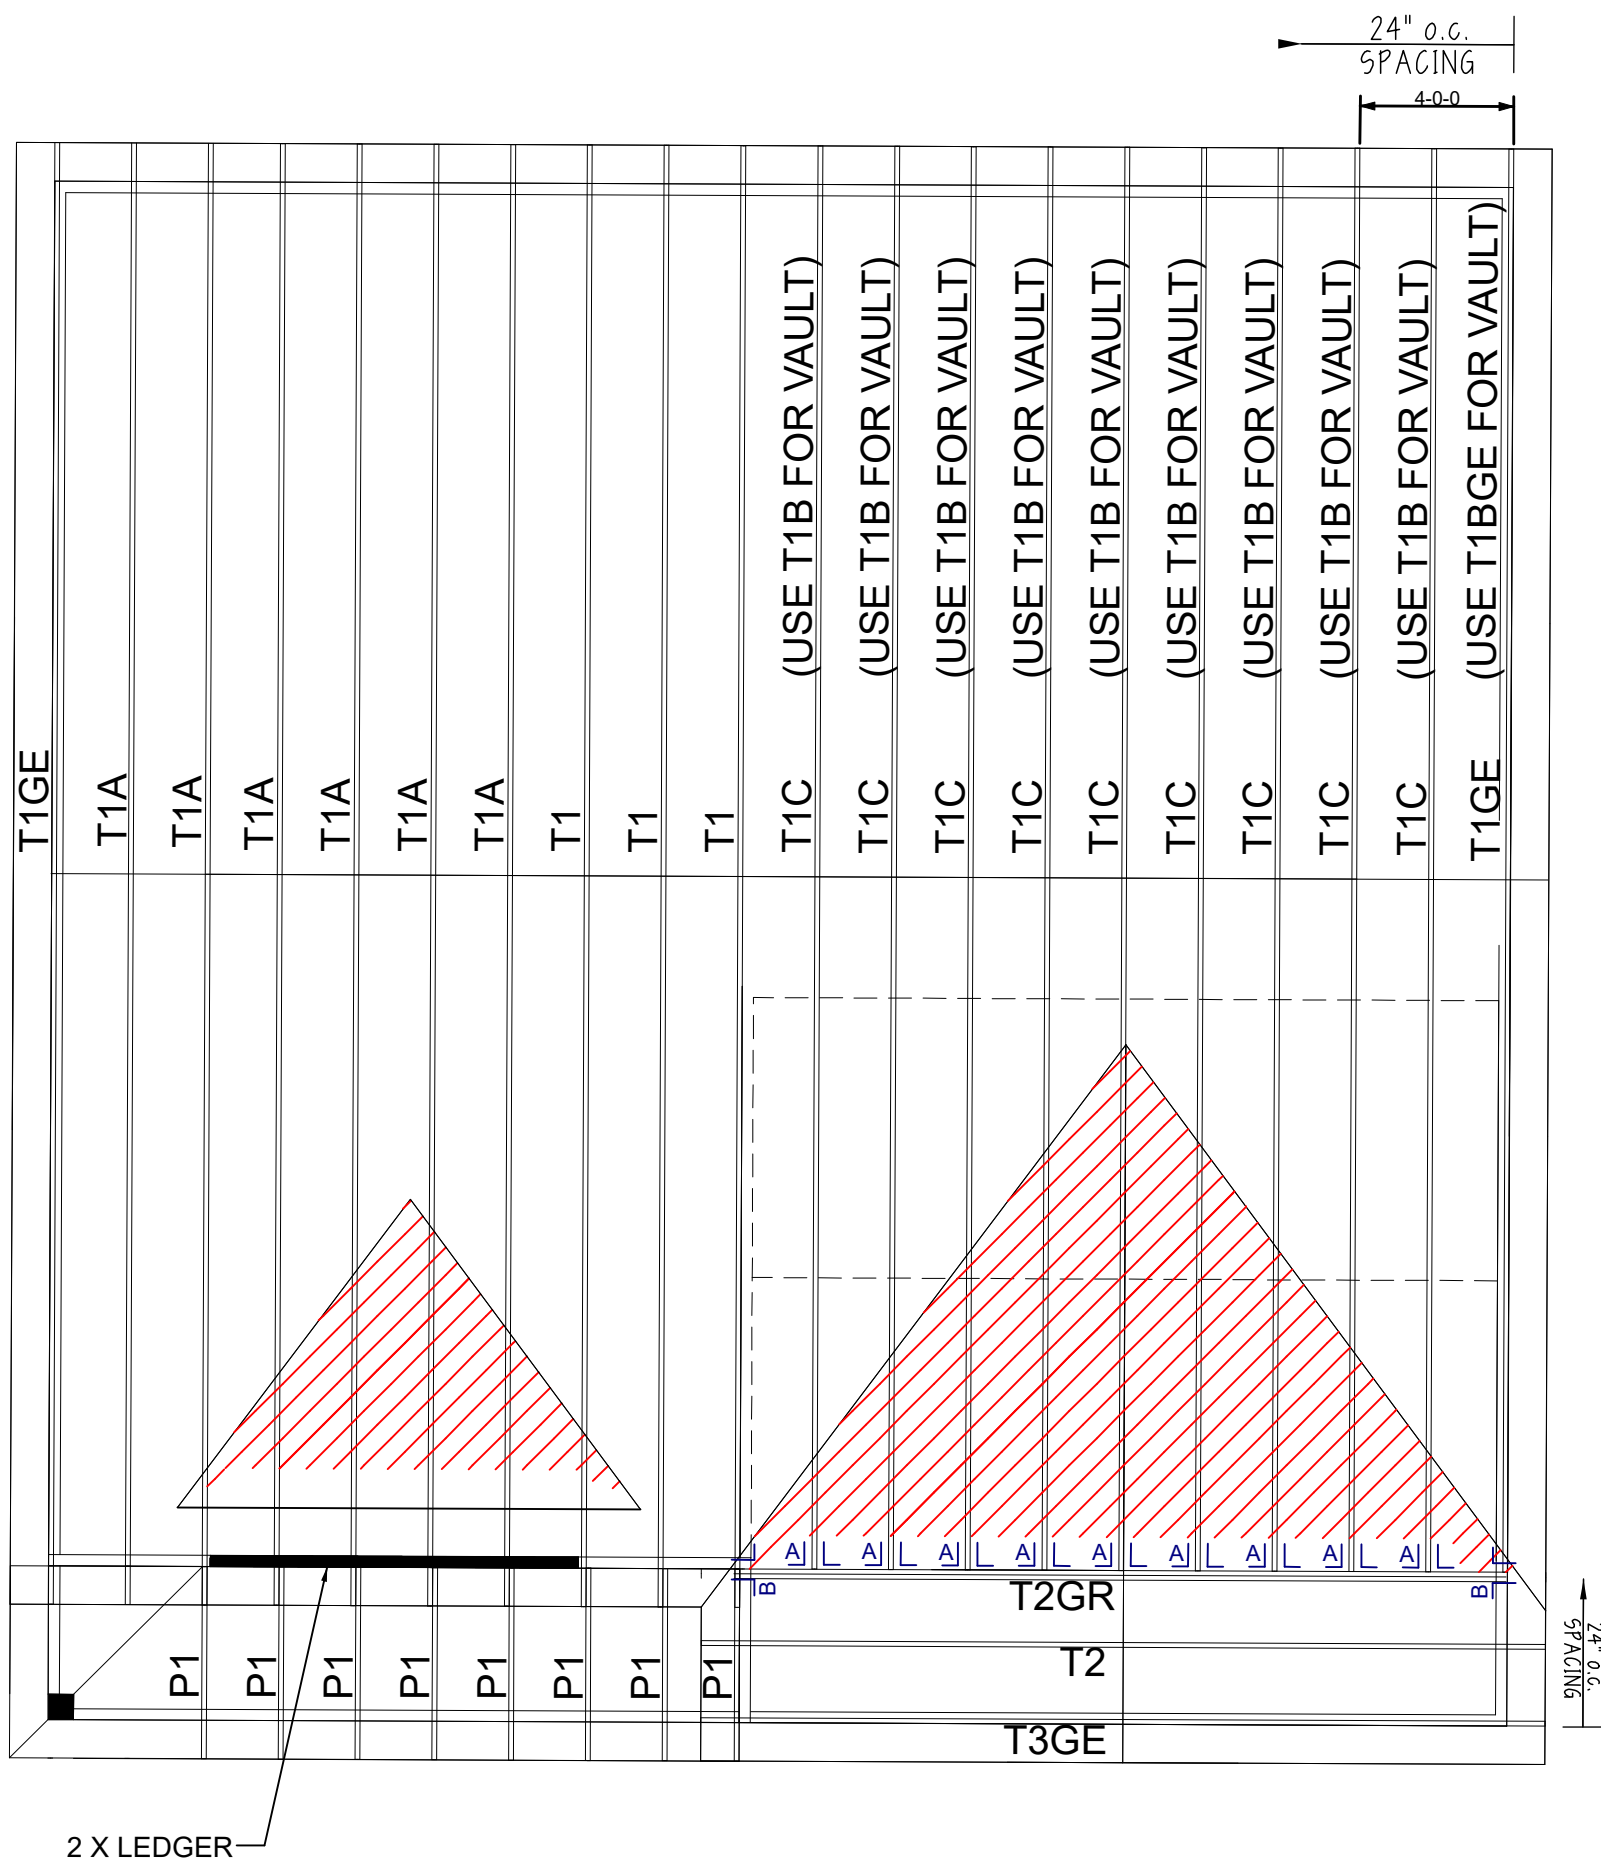 24" O.C.
SPACING
4-0-0
(USE T1B FOR VAULT)
(USE T1B FOR VAULT)
(USE T1B FOR VAULT)
(USE T1B FOR VAULT)
(USE T1B FOR VAULT)
(USE T1B FOR VAULT)
(USE T1B FOR VAULT)
(USE T1B FOR VAULT)
(USE T1B FOR VAULT)
(USE T1BGE FOR VAULT)
T1GE
T1A
T1A
T1A
T1A
T1A
T1A
T1
T1
T1
T1C
T1C
T1C
T1C
T1C
T1C
T1C
T1C
T1C
T1GE
A
A
A
A
A
A
A
A
A
B
B
T2GR
T2
T3GE
P1
P1
P1
P1
P1
P1
P1
P1
24" O.C.
SPACING
2 X LEDGER